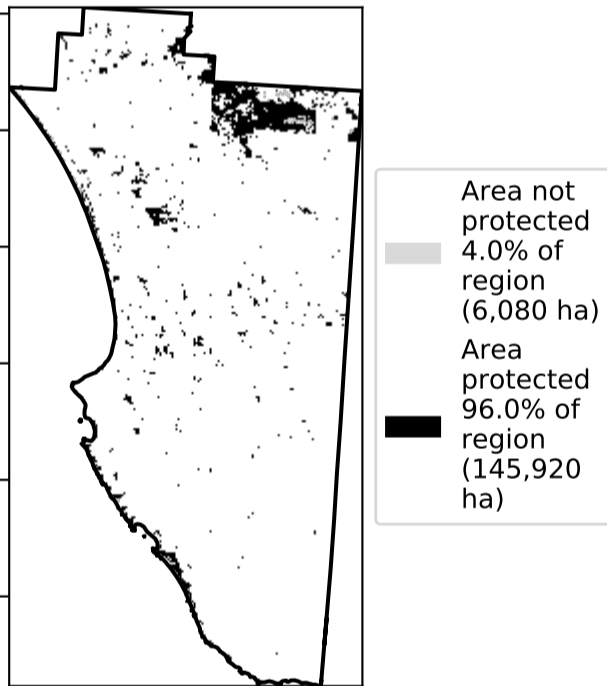 Area not
protected
4.0% of
region
(6,080 ha)
Area
protected
96.0% of
region
(145,920
ha)